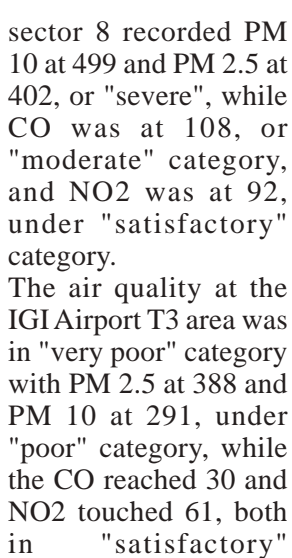 sector 8 recorded PM
10 at 499 and PM 2.5 at
402, or "severe", while
CO was at 108, or
"moderate" category,
and NO2 was at 92,
under "satisfactory"
category.
The air quality at the
IGI Airport T3 area was
in "very poor" category
with PM 2.5 at 388 and
PM 10 at 291, under
"poor" category, while
the CO reached 30 and
NO2 touched 61, both
in "satisfactory"